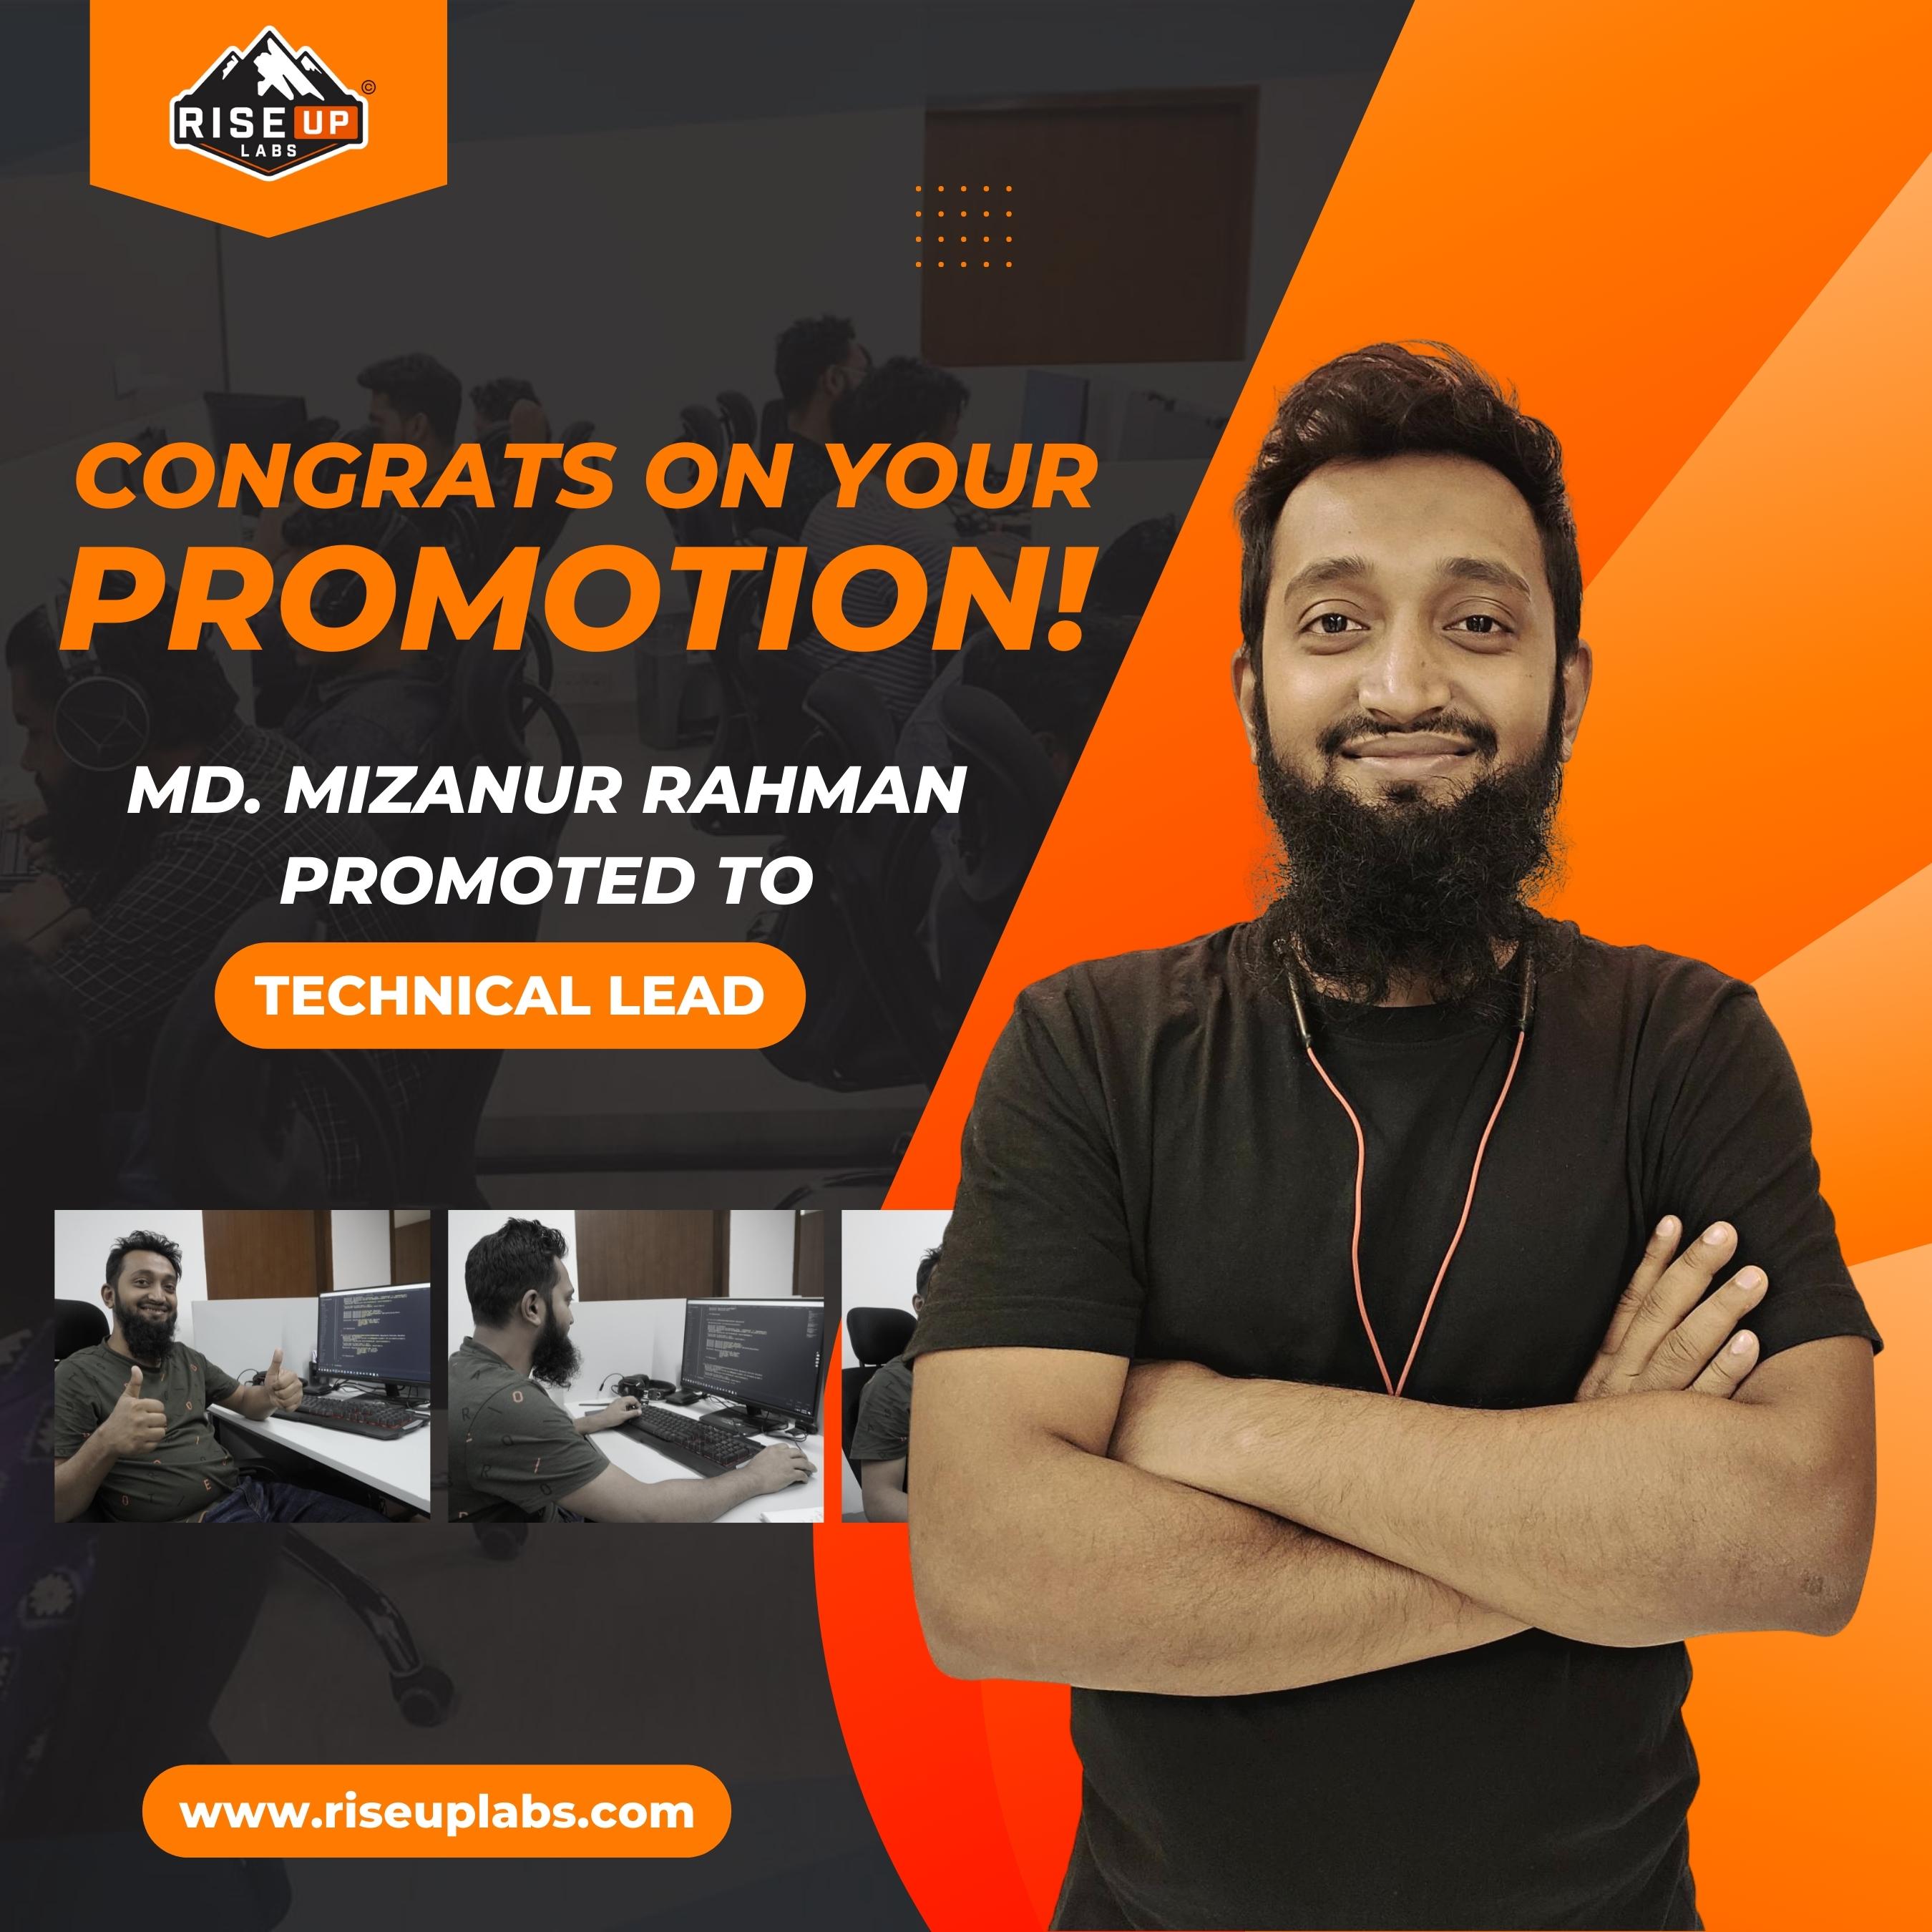 RISE UP
LABS
©
CONGRATS ON YOUR
PROMOTION!
MD. MIZANUR RAHMAN
PROMOTED TO
TECHNICAL LEAD
www.riseuplabs.com